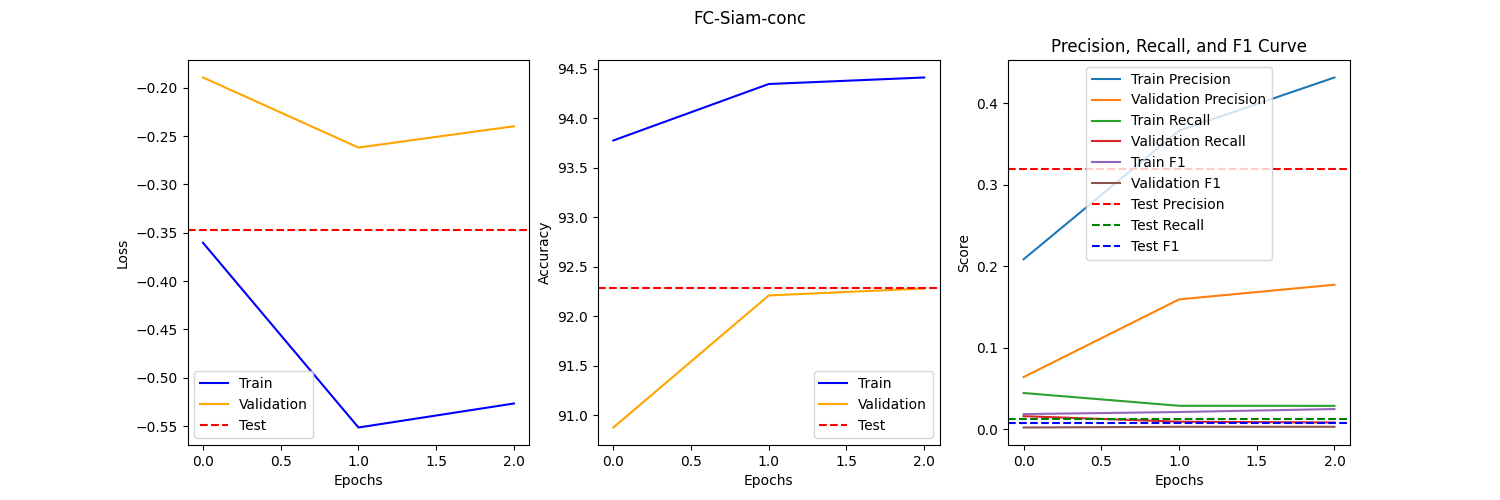 FC-Siam-conc
−0.20
−0.25
−0.30
−0.35
−0.40
−0.45
−0.50
−0.55
Loss
0.0 0.5 1.0 1.5 2.0
Epochs
Train
Validation
Test
94.5
94.0
93.5
93.0
92.5
92.0
91.5
91.0
Accuracy
0.0 0.5 1.0 1.5 2.0
Epochs
Train
Validation
Test
Precision, Recall, and F1 Curve
0.4
0.3
0.2
0.1
0.0
Score
0.0 0.5 1.0 1.5 2.0
Epochs
Train Precision
Validation Precision
Train Recall
Validation Recall
Train F1
Validation F1
Test Precision
Test Recall
Test F1